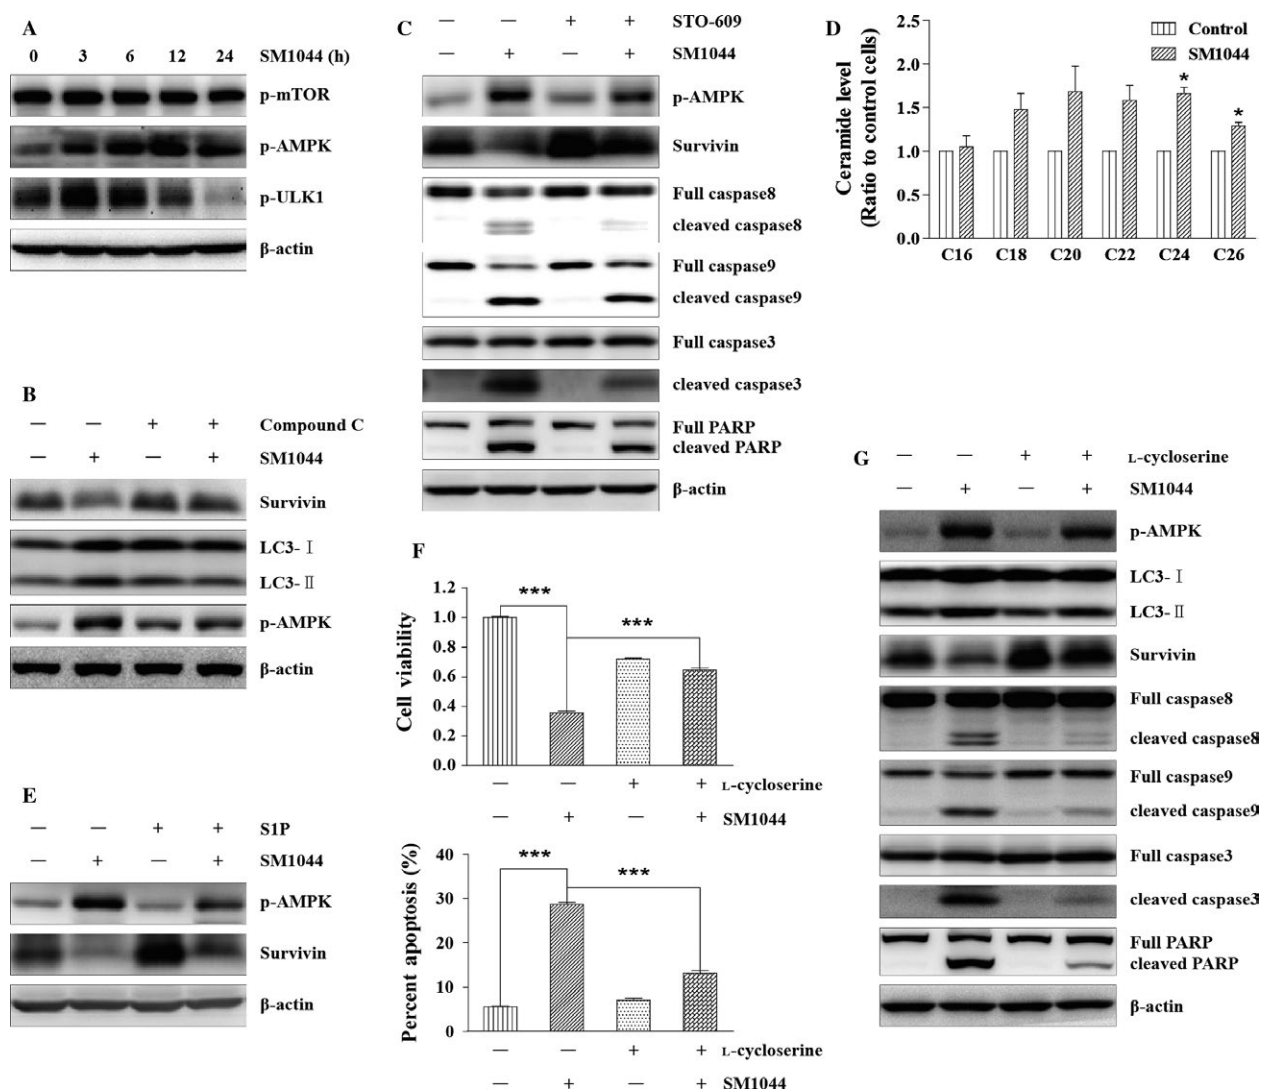 A
0 3 6 12 24 SM1044 (h)
p-mTOR
p-AMPK
p-ULK1
β-actin
B
— — + + Compound C
— + — + SM1044
Survivin
LC3-Ⅰ
LC3-Ⅱ
p-AMPK
β-actin
C
— — + + STO-609
— + — + SM1044
p-AMPK
Survivin
Full caspase8
cleaved caspase8
Full caspase9
cleaved caspase9
Full caspase3
cleaved caspase3
Full PARP
cleaved PARP
β-actin
D
Ceramide level
(Ratio to control cells)
2.5
2.0
1.5
1.0
0.5
0.0
Control
SM1044
* *
C16 C18 C20 C22 C24 C26
E
— — + + S1P
— + — + SM1044
p-AMPK
Survivin
β-actin
F
Cell viability
1.2
1.0
0.8
0.6
0.4
0.2
0.0
*** ***
— — + + L-cycloserine
— + — + SM1044
Percent apoptosis (%)
40
30
20
10
0
*** ***
— — + + L-cycloserine
— + — + SM1044
G
— — + + L-cycloserine
— + — + SM1044
p-AMPK
LC3-Ⅰ
LC3-Ⅱ
Survivin
Full caspase8
cleaved caspase8
Full caspase9
cleaved caspase9
Full caspase3
cleaved caspase3
Full PARP
cleaved PARP
β-actin